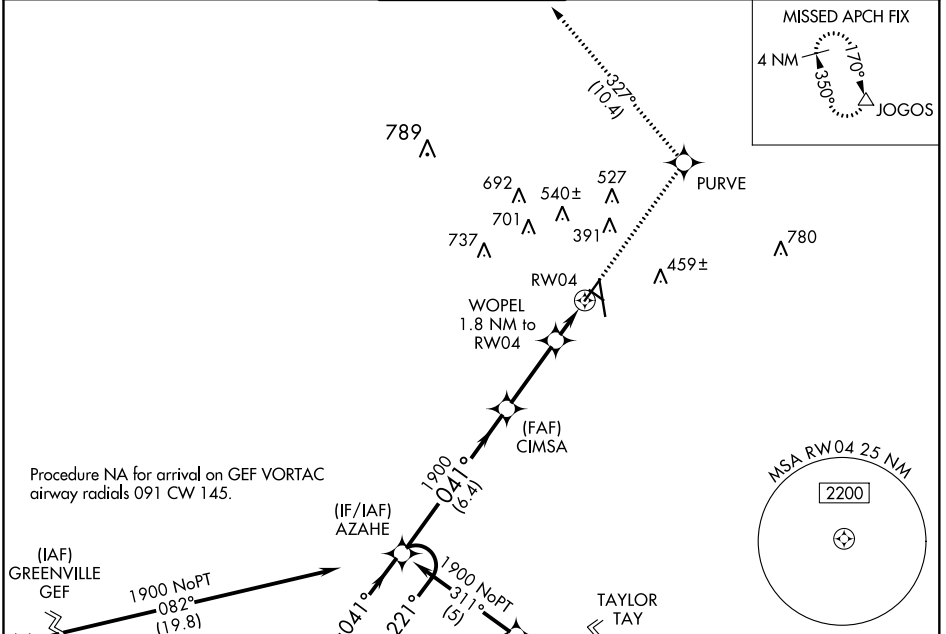 MISSED APCH FIX
4 NM
170°
350°
JOGOS
327°
(10.4)
789
PURVE
692
540±
527
701
391
737
780
459±
RW04
WOPEL
1.8 NM to
RW04
(FAF)
CIMSA
1900
041°
(6.4)
Procedure NA for arrival on GEF VORTAC
airway radials 091 CW 145.
MSA RW04 25 NM
2200
(IF/IAF)
AZAHE
(IAF)
GREENVILLE
GEF
1900 NoPT
082°
(19.8)
041°
221°
1900 NoPT
311°
(5)
TAYLOR
TAY